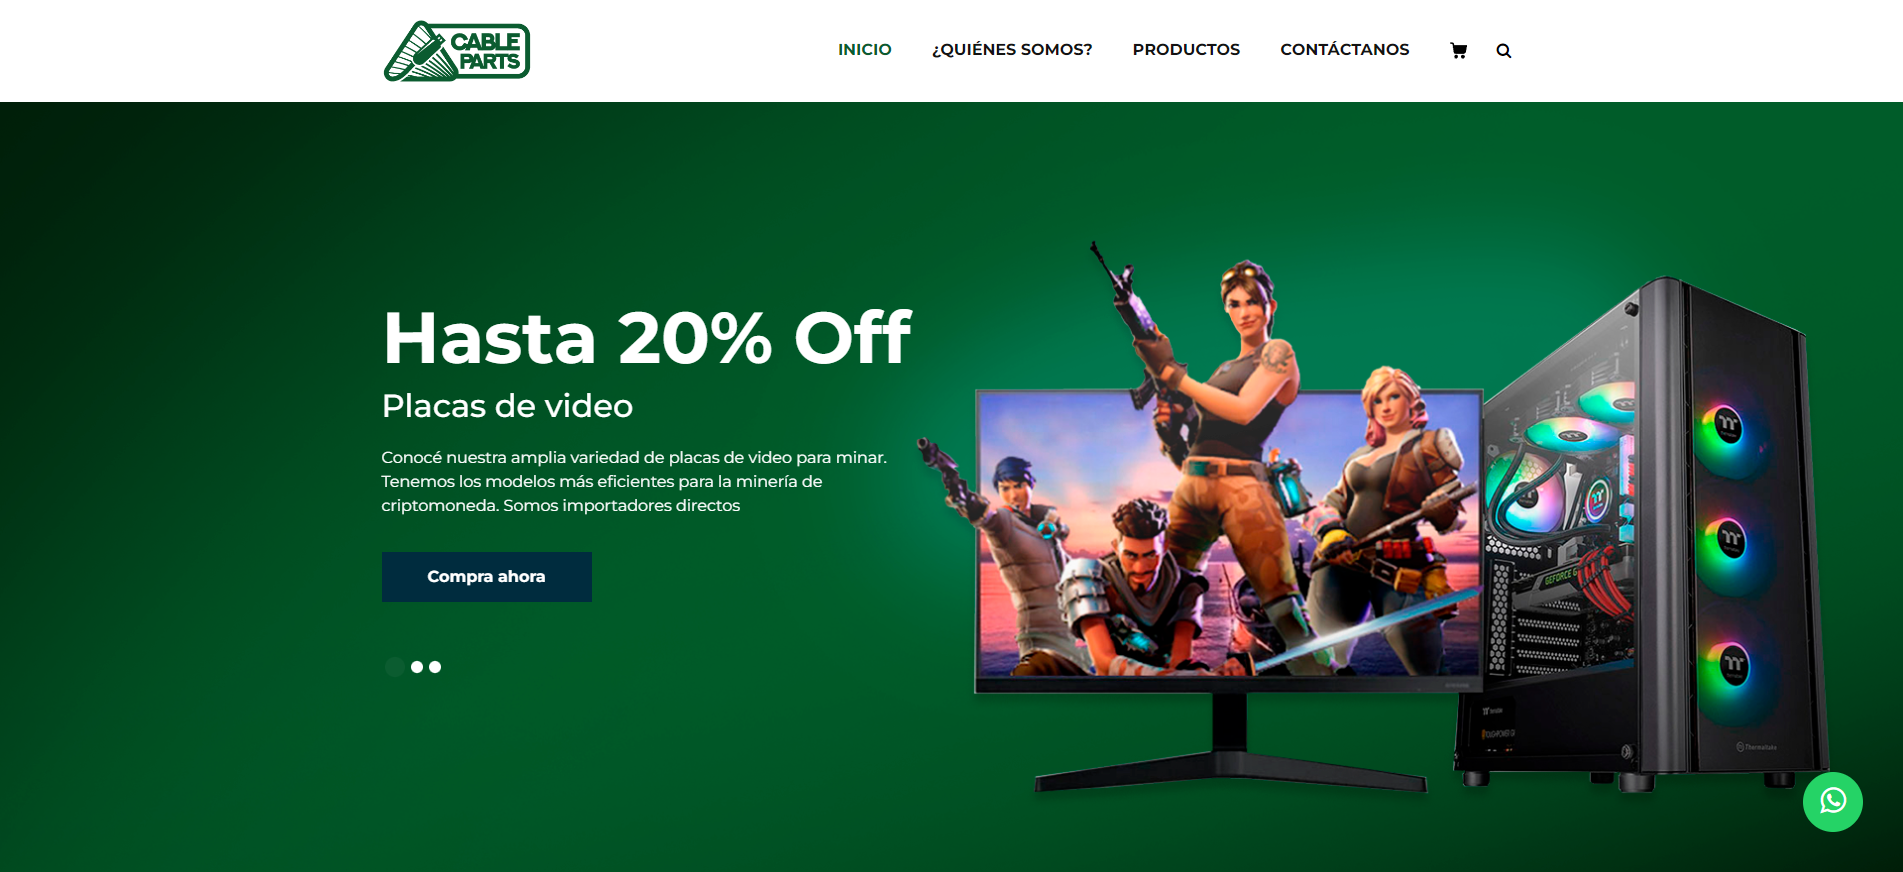 CABLE
PARTS
INICIO
¿QUIÉNES SOMOS?
PRODUCTOS
CONTÁCTANOS
Hasta 20% Off
Placas de video
Conocé nuestra amplia variedad de placas de video para minar.
Tenemos los modelos más eficientes para la minería de
criptomoneda. Somos importadores directos
Compra ahora
GEFORCE G
Thermaltake